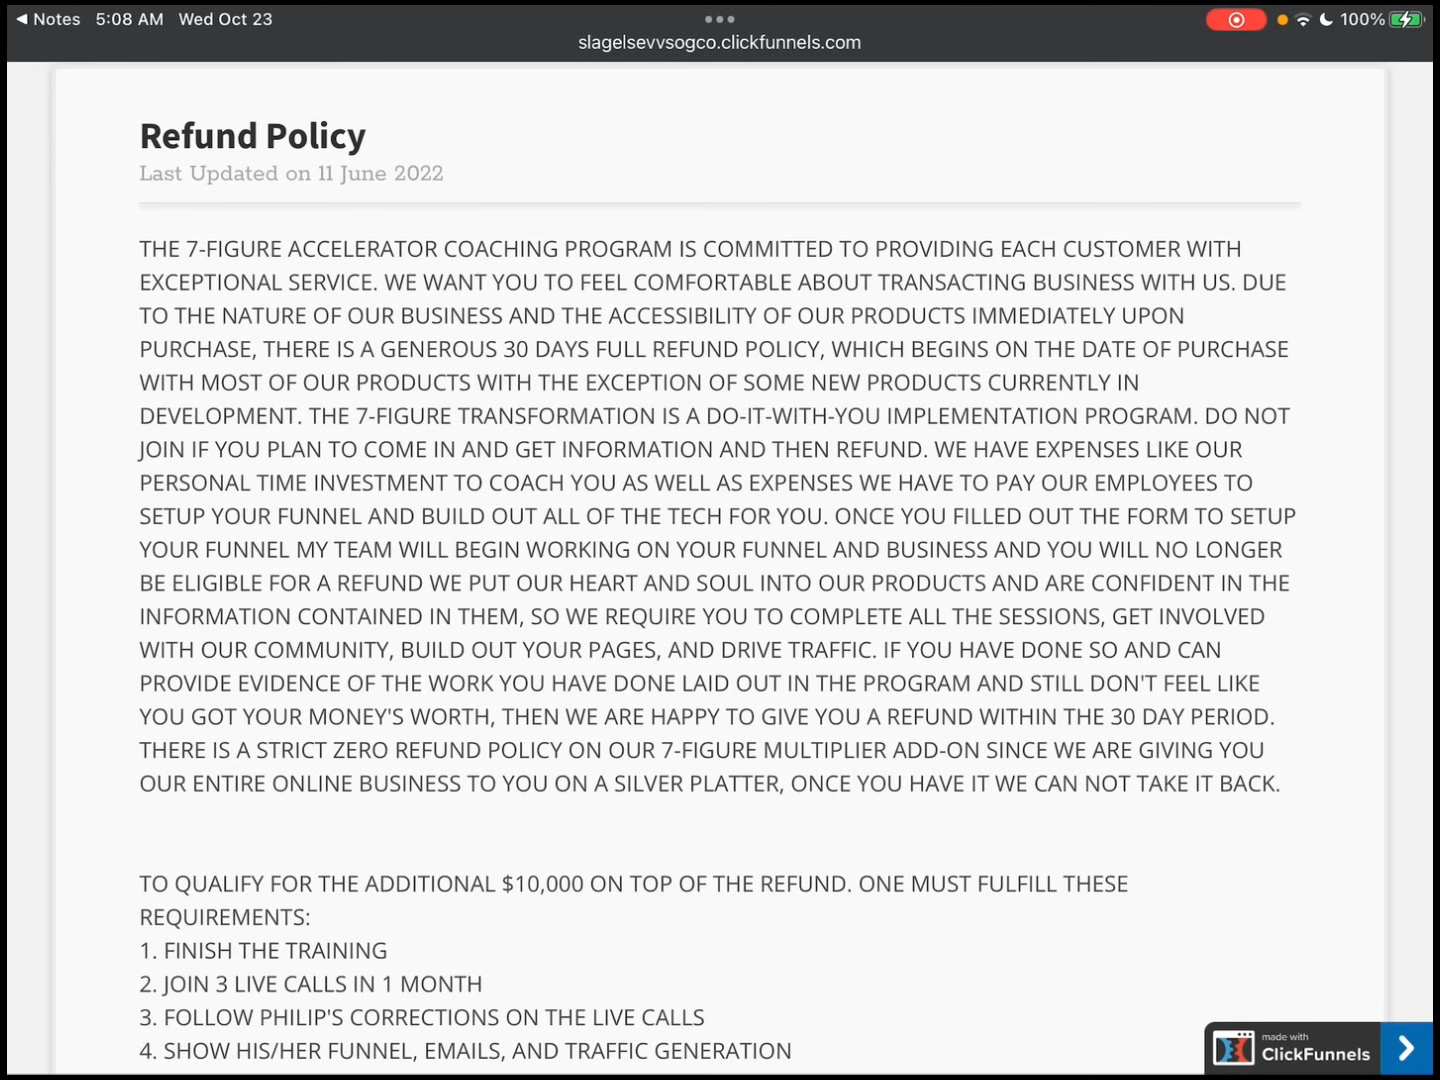 Notes 5:08 AM Wed Oct 23
100%
slagelsevvsogco.clickfunnels.com
Refund Policy
Last Updated on 11 June 2022
THE 7-FIGURE ACCELERATOR COACHING PROGRAM IS COMMITTED TO PROVIDING EACH CUSTOMER WITH
EXCEPTIONAL SERVICE. WE WANT YOU TO FEEL COMFORTABLE ABOUT TRANSACTING BUSINESS WITH US. DUE
TO THE NATURE OF OUR BUSINESS AND THE ACCESSIBILITY OF OUR PRODUCTS IMMEDIATELY UPON
PURCHASE, THERE IS A GENEROUS 30 DAYS FULL REFUND POLICY, WHICH BEGINS ON THE DATE OF PURCHASE
WITH MOST OF OUR PRODUCTS WITH THE EXCEPTION OF SOME NEW PRODUCTS CURRENTLY IN
DEVELOPMENT. THE 7-FIGURE TRANSFORMATION IS A DO-IT-WITH-YOU IMPLEMENTATION PROGRAM. DO NOT
JOIN IF YOU PLAN TO COME IN AND GET INFORMATION AND THEN REFUND. WE HAVE EXPENSES LIKE OUR
PERSONAL TIME INVESTMENT TO COACH YOU AS WELL AS EXPENSES WE HAVE TO PAY OUR EMPLOYEES TO
SETUP YOUR FUNNEL AND BUILD OUT ALL OF THE TECH FOR YOU. ONCE YOU FILLED OUT THE FORM TO SETUP
YOUR FUNNEL MY TEAM WILL BEGIN WORKING ON YOUR FUNNEL AND BUSINESS AND YOU WILL NO LONGER
BE ELIGIBLE FOR A REFUND WE PUT OUR HEART AND SOUL INTO OUR PRODUCTS AND ARE CONFIDENT IN THE
INFORMATION CONTAINED IN THEM, SO WE REQUIRE YOU TO COMPLETE ALL THE SESSIONS, GET INVOLVED
WITH OUR COMMUNITY, BUILD OUT YOUR PAGES, AND DRIVE TRAFFIC. IF YOU HAVE DONE SO AND CAN
PROVIDE EVIDENCE OF THE WORK YOU HAVE DONE LAID OUT IN THE PROGRAM AND STILL DON'T FEEL LIKE
YOU GOT YOUR MONEY'S WORTH, THEN WE ARE HAPPY TO GIVE YOU A REFUND WITHIN THE 30 DAY PERIOD.
THERE IS A STRICT ZERO REFUND POLICY ON OUR 7-FIGURE MULTIPLIER ADD-ON SINCE WE ARE GIVING YOU
OUR ENTIRE ONLINE BUSINESS TO YOU ON A SILVER PLATTER, ONCE YOU HAVE IT WE CAN NOT TAKE IT BACK.
TO QUALIFY FOR THE ADDITIONAL $10,000 ON TOP OF THE REFUND. ONE MUST FULFILL THESE
REQUIREMENTS:
1. FINISH THE TRAINING
2. JOIN 3 LIVE CALLS IN 1 MONTH
3. FOLLOW PHILIP'S CORRECTIONS ON THE LIVE CALLS
4. SHOW HIS/HER FUNNEL, EMAILS, AND TRAFFIC GENERATION
made with
ClickFunnels